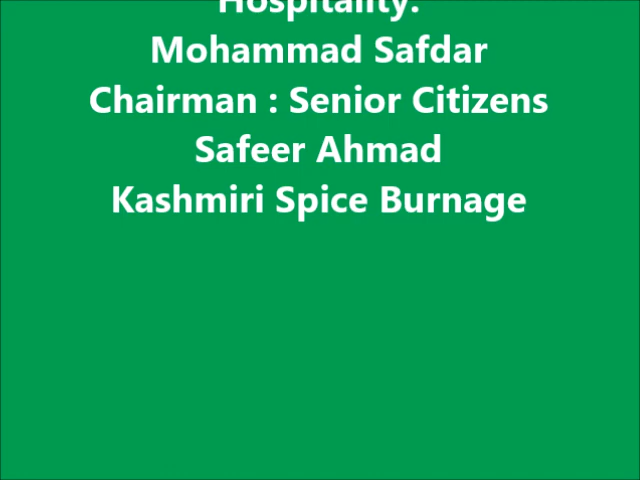 Hospitality:
Mohammad Safdar
Chairman : Senior Citizens
Safeer Ahmad
Kashmiri Spice Burnage